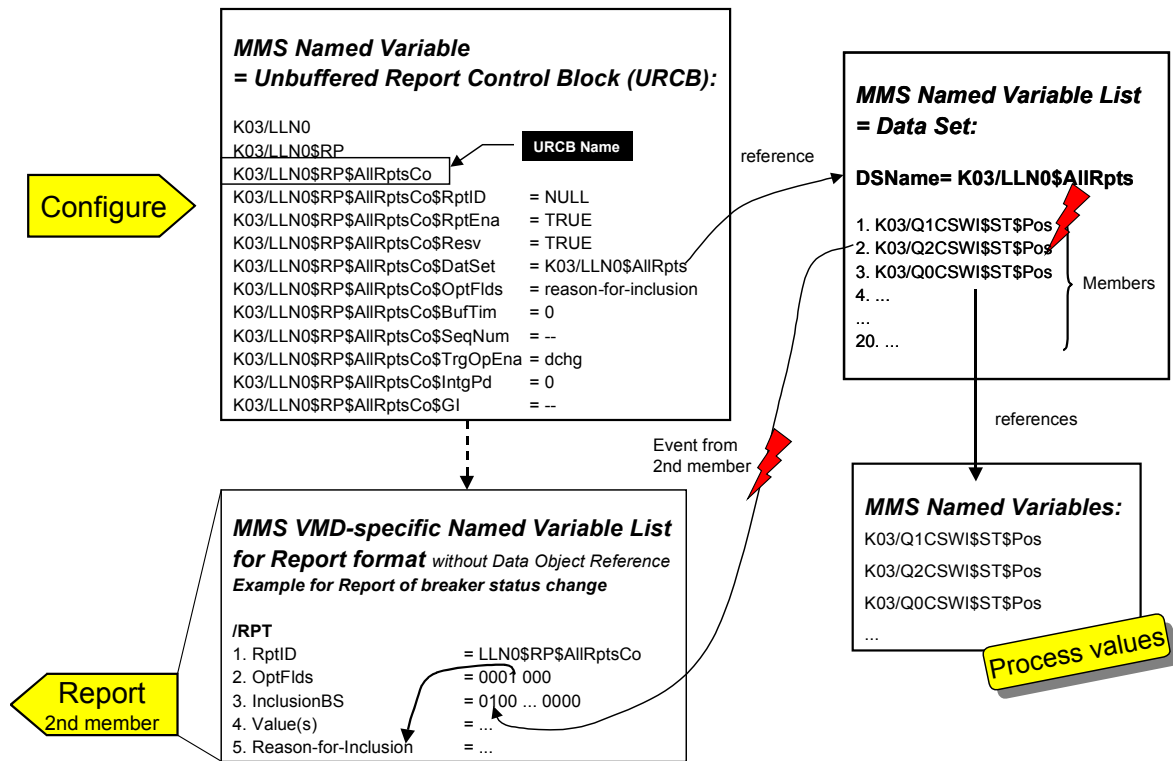 MMS Named Variable
= Unbuffered Report Control Block (URCB):
K03/LLN0
K03/LLN0$RP
K03/LLN0$RP$AllRptsCo
URCB Name
K03/LLN0$RP$AllRptsCo$RptID = NULL
K03/LLN0$RP$AllRptsCo$RptEna = TRUE
K03/LLN0$RP$AllRptsCo$Resv = TRUE
K03/LLN0$RP$AllRptsCo$DatSet = K03/LLN0$AllRpts
K03/LLN0$RP$AllRptsCo$OptFlds = reason-for-inclusion
K03/LLN0$RP$AllRptsCo$BufTim = 0
K03/LLN0$RP$AllRptsCo$SeqNum = --
K03/LLN0$RP$AllRptsCo$TrgOpEna = dchg
K03/LLN0$RP$AllRptsCo$IntgPd = 0
K03/LLN0$RP$AllRptsCo$GI = --
Configure
reference
MMS Named Variable List
= Data Set:
DSName= K03/LLN0$AllRpts
1. K03/Q1CSWI$ST$Pos
2. K03/Q2CSWI$ST$Pos
3. K03/Q0CSWI$ST$Pos
4. ...
...
20. ...
Members
references
Event from
2nd member
MMS Named Variables:
K03/Q1CSWI$ST$Pos
K03/Q2CSWI$ST$Pos
K03/Q0CSWI$ST$Pos
...
Process values
MMS VMD-specific Named Variable List
for Report format without Data Object Reference
Example for Report of breaker status change
/RPT
1. RptID = LLN0$RP$AllRptsCo
2. OptFlds = 0001 000
3. InclusionBS = 0100 ... 0000
4. Value(s) = ...
5. Reason-for-Inclusion = ...
Report
2nd member